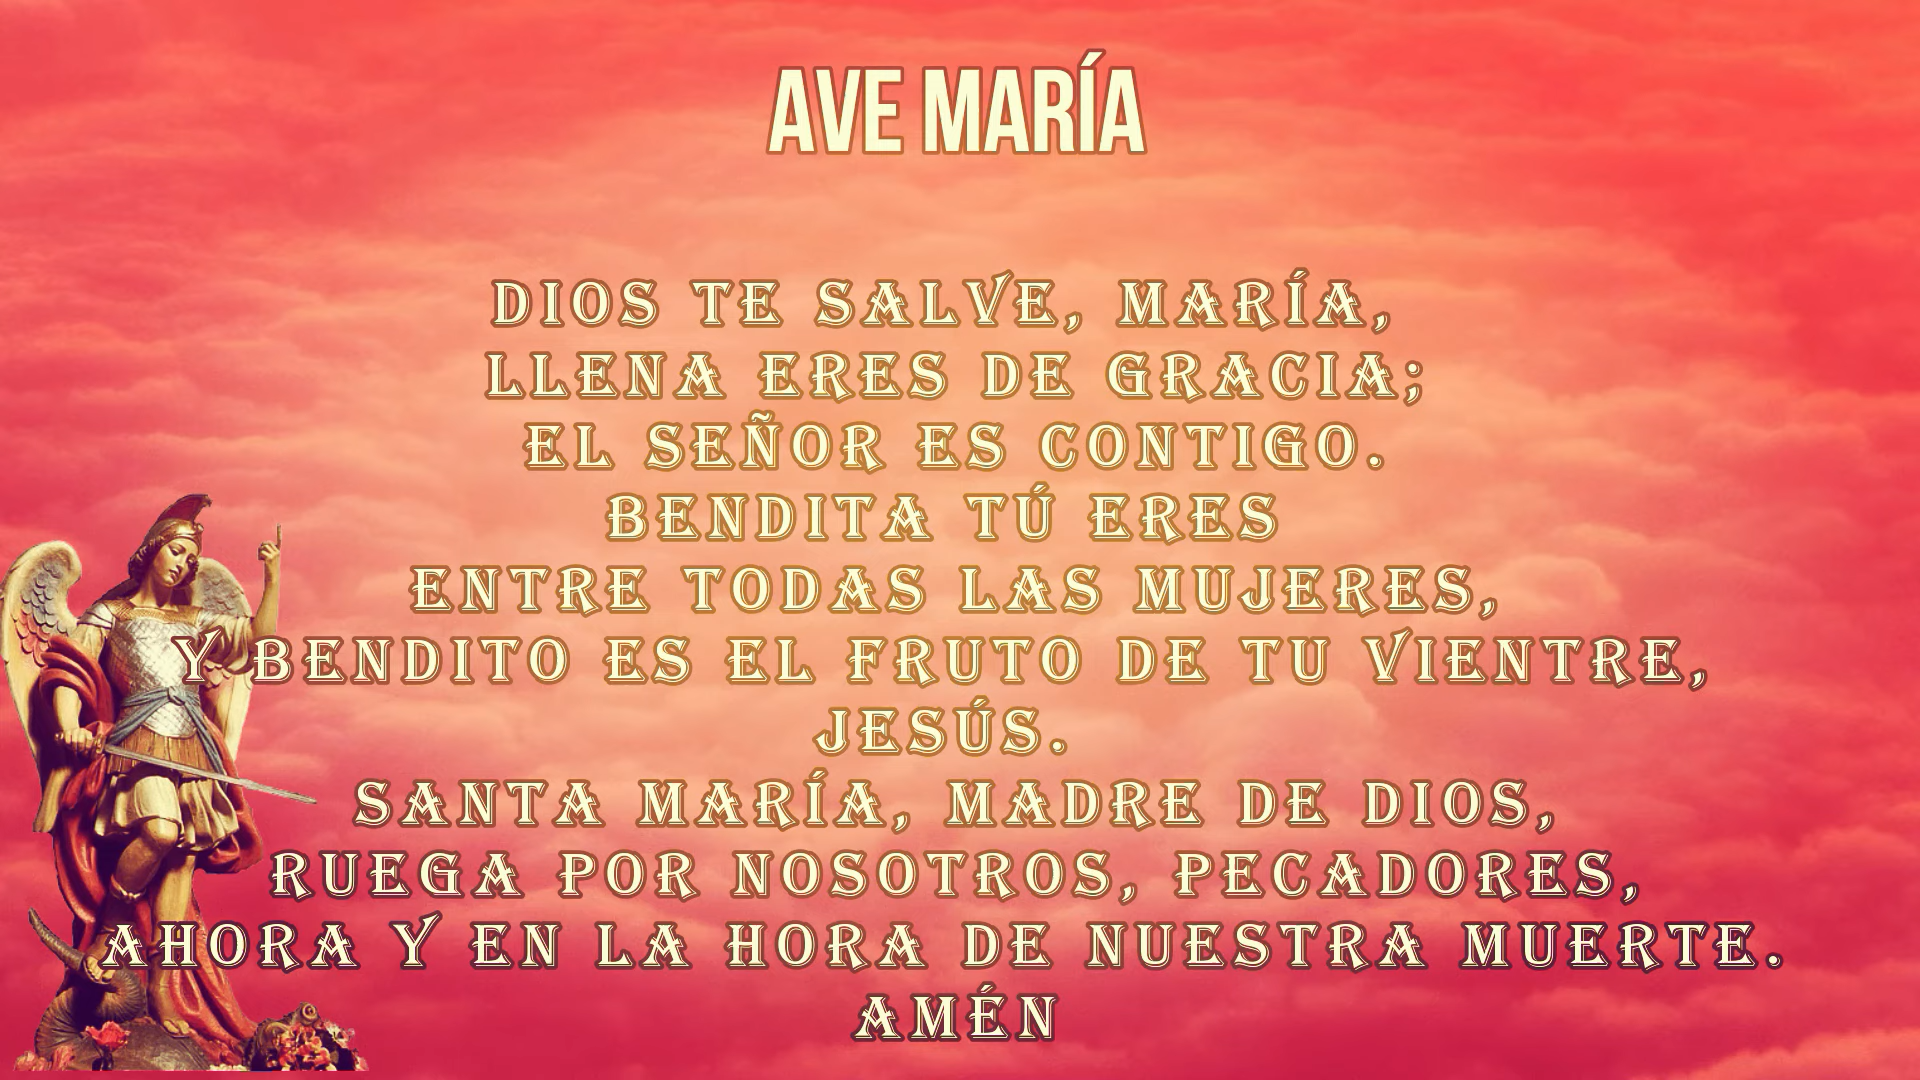 AVE MARÍA
DIOS TE SALVE, MARÍA,
LLENA ERES DE GRACIA;
EL SEÑOR ES CONTIGO.
BENDITA TÚ ERES
ENTRE TODAS LAS MUJERES,
Y BENDITO ES EL FRUTO DE TU VIENTRE,
JESÚS.
SANTA MARÍA, MADRE DE DIOS,
RUEGA POR NOSOTROS, PECADORES,
AHORA Y EN LA HORA DE NUESTRA MUERTE.
AMÉN